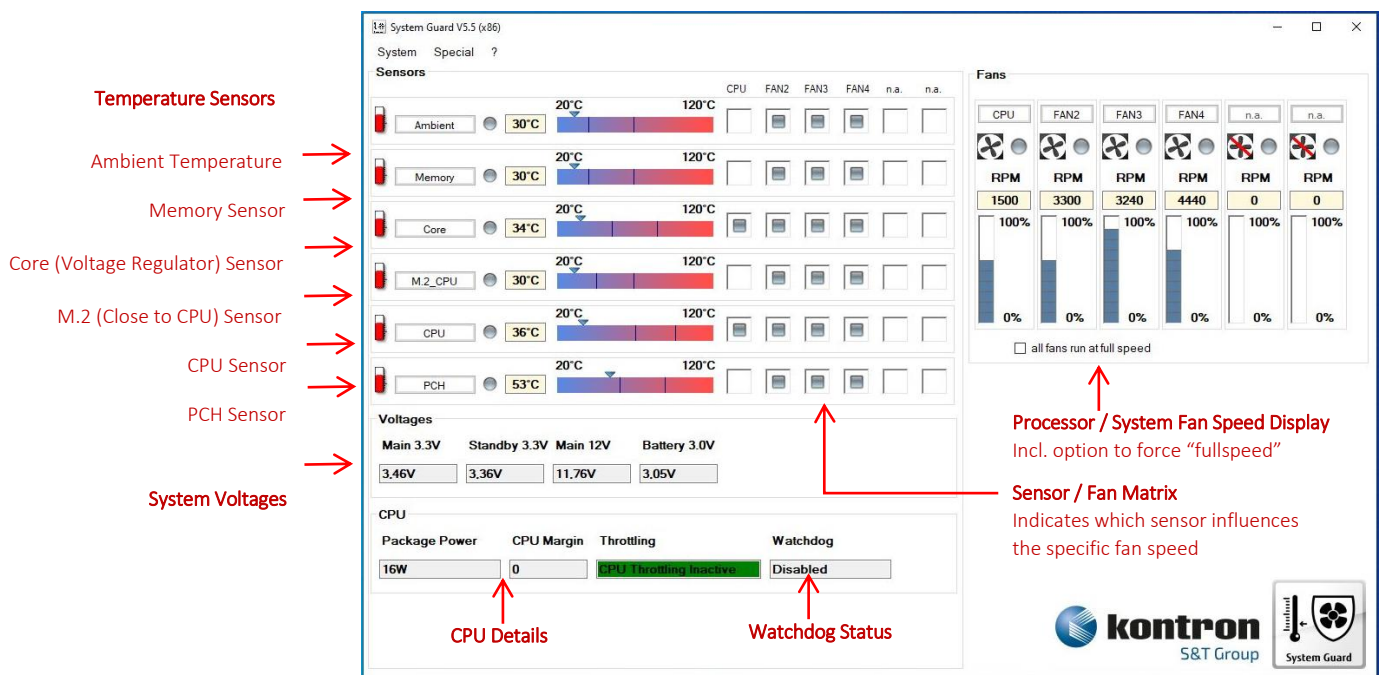 System Guard V5.5 (x86)
System Special ?
Sensors
CPU FAN2 FAN3 FAN4 n.a. n.a.
Temperature Sensors
20°C 120°C
Ambient 30°C
Ambient Temperature
20°C 120°C
Memory 30°C
Memory Sensor
20°C 120°C
Core 34°C
Core (Voltage Regulator) Sensor
20°C 120°C
M.2_CPU 30°C
M.2 (Close to CPU) Sensor
20°C 120°C
CPU 36°C
CPU Sensor
20°C 120°C
PCH 53°C
PCH Sensor
Voltages
Main 3.3V Standby 3.3V Main 12V Battery 3.0V
3.46V 3.36V 11.76V 3.05V
System Voltages
CPU
Package Power CPU Margin Throttling Watchdog
16W 0 CPU Throttling Inactive Disabled
CPU Details
Watchdog Status
Fans
CPU FAN2 FAN3 FAN4 n.a. n.a.
RPM RPM RPM RPM RPM RPM
1500 3300 3240 4440 0 0
100% 100% 100% 100% 100% 100%
0% 0% 0% 0% 0% 0%
all fans run at full speed
Processor / System Fan Speed Display
Incl. option to force “fullspeed”
Sensor / Fan Matrix
Indicates which sensor influences
the specific fan speed
kontron
S&T Group
System Guard